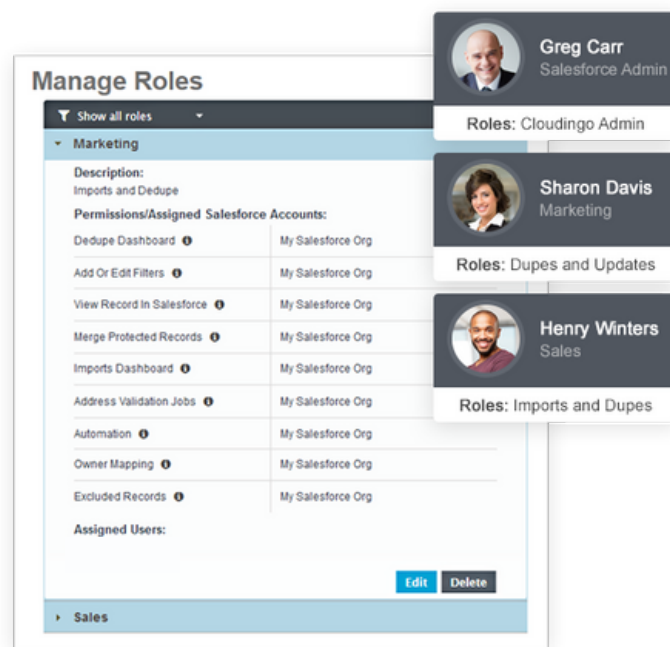 Manage Roles
Show all roles
Marketing
Description:
Imports and Dedupe
Permissions/Assigned Salesforce Accounts:
Dedupe Dashboard My Salesforce Org
Add Or Edit Filters My Salesforce Org
View Record In Salesforce My Salesforce Org
Merge Protected Records My Salesforce Org
Imports Dashboard My Salesforce Org
Address Validation Jobs My Salesforce Org
Automation My Salesforce Org
Owner Mapping My Salesforce Org
Excluded Records My Salesforce Org
Assigned Users:
Edit Delete
Sales
Greg Carr
Salesforce Admin
Roles: Cloudingo Admin
Sharon Davis
Marketing
Roles: Dupes and Updates
Henry Winters
Sales
Roles: Imports and Dupes